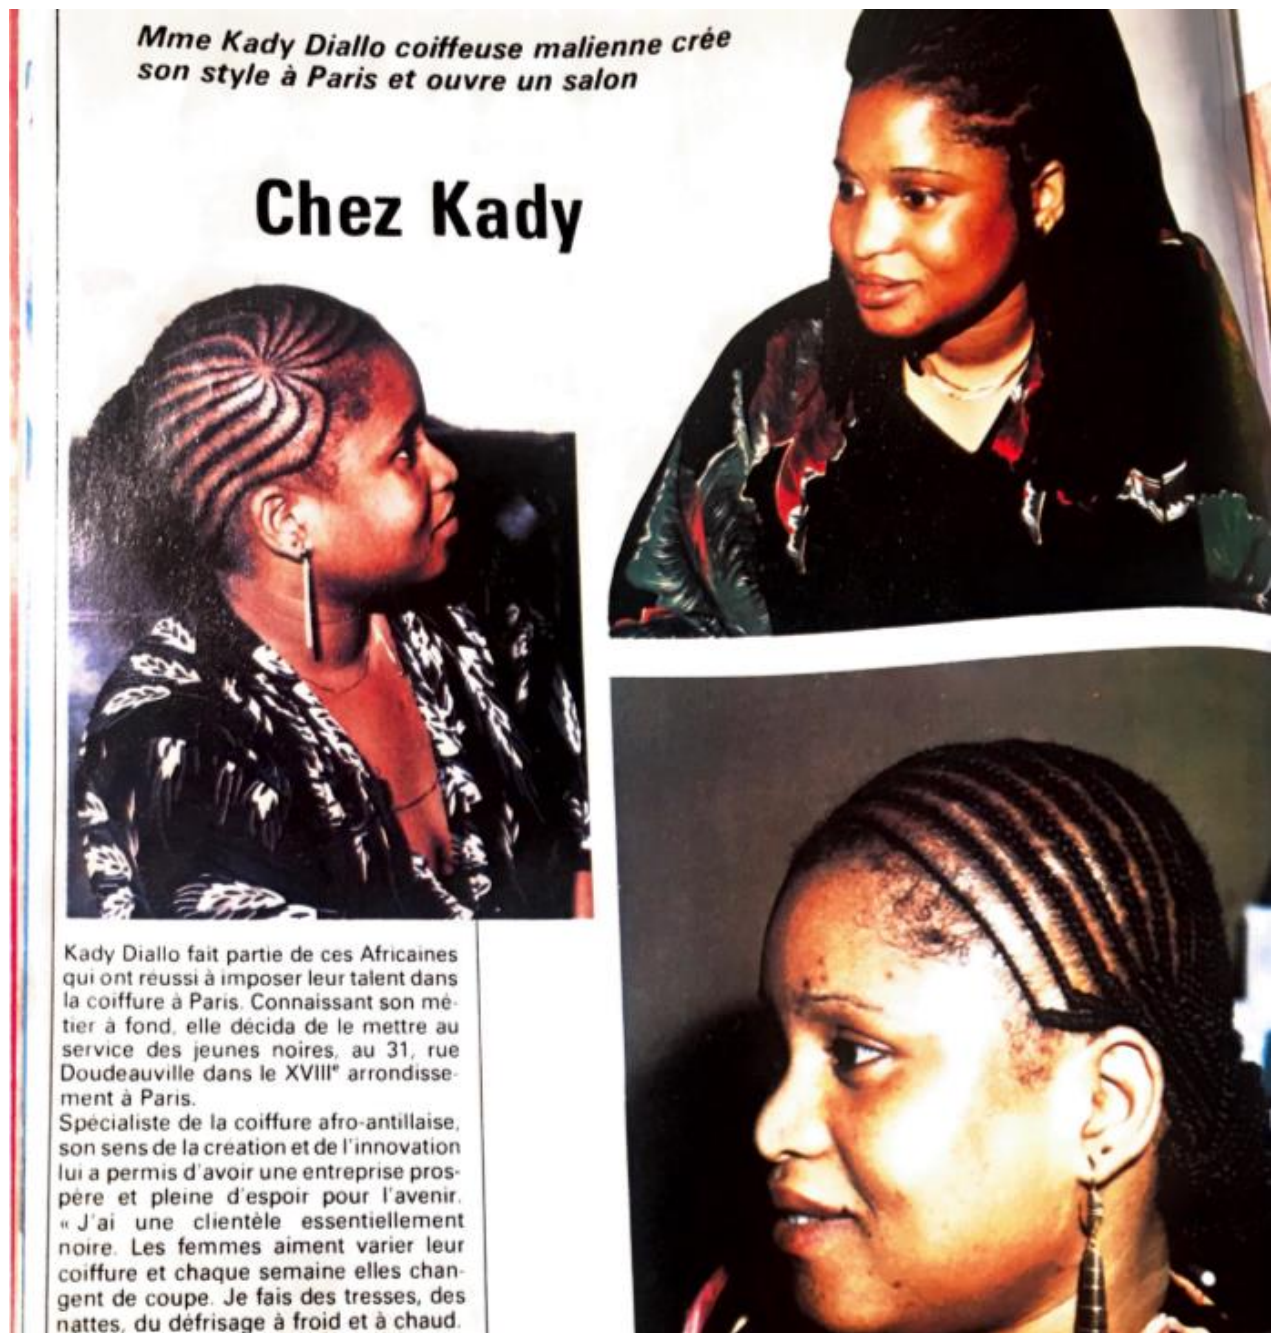 Mme Kady Diallo coiffeuse malienne crée
son style à Paris et ouvre un salon
Chez Kady
Kady Diallo fait partie de ces Africaines
qui ont réussi à imposer leur talent dans
la coiffure à Paris. Connaissant son mé-
tier à fond, elle décida de le mettre au
service des jeunes noires, au 31, rue
Doudeauville dans le XVIIIᵉ arrondisse-
ment à Paris.
Spécialiste de la coiffure afro-antillaise,
son sens de la création et de l'innovation
lui a permis d'avoir une entreprise pros-
père et pleine d'espoir pour l'avenir.
« J'ai une clientèle essentiellement
noire. Les femmes aiment varier leur
coiffure et chaque semaine elles chan-
gent de coupe. Je fais des tresses, des
nattes, du défrisage à froid et à chaud.